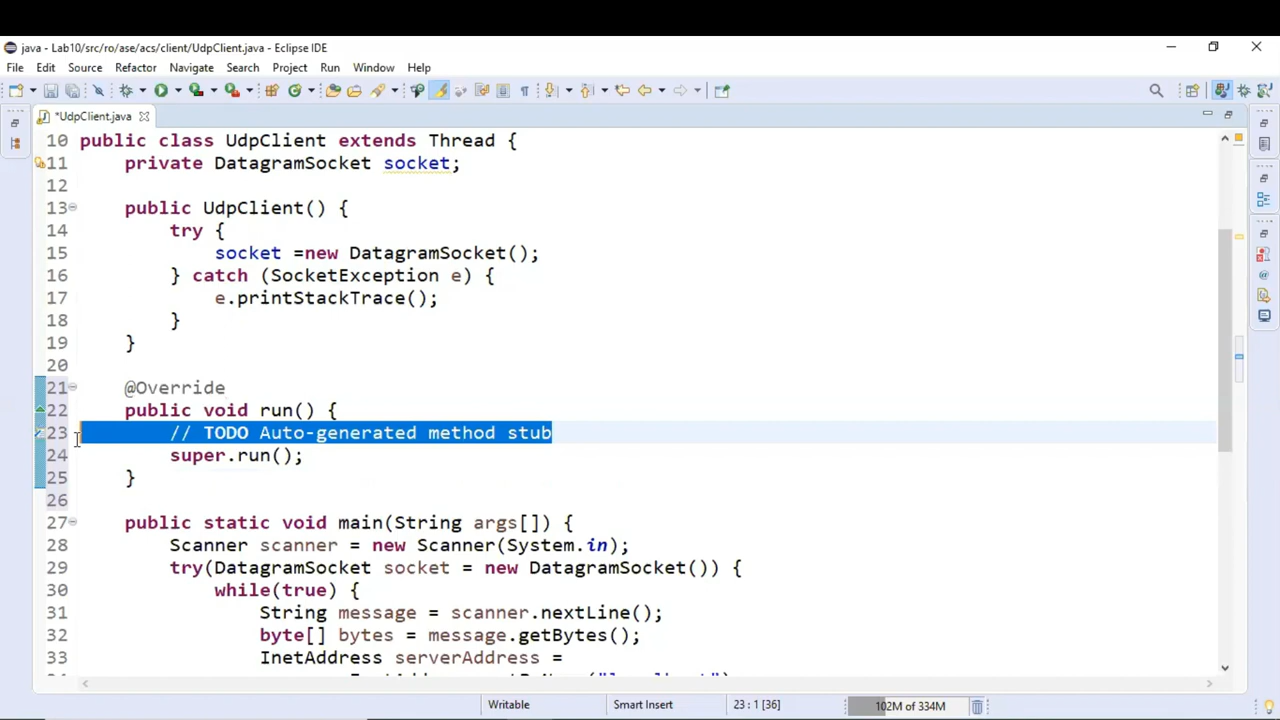 java - Lab10/src/ro/ase/acs/client/UdpClient.java - Eclipse IDE
File Edit Source Refactor Navigate Search Project Run Window Help
*UdpClient.java
10 public class UdpClient extends Thread {
11 private DatagramSocket socket;
12
13 public UdpClient() {
14 try {
15 socket =new DatagramSocket();
16 } catch (SocketException e) {
17 e.printStackTrace();
18 }
19 }
20
21 @Override
22 public void run() {
23 // TODO Auto-generated method stub
24 super.run();
25 }
26
27 public static void main(String args[]) {
28 Scanner scanner = new Scanner(System.in);
29 try(DatagramSocket socket = new DatagramSocket()) {
30 while(true) {
31 String message = scanner.nextLine();
32 byte[] bytes = message.getBytes();
33 InetAddress serverAddress =
Writable Smart Insert 23 : 1 [36] 102M of 334M